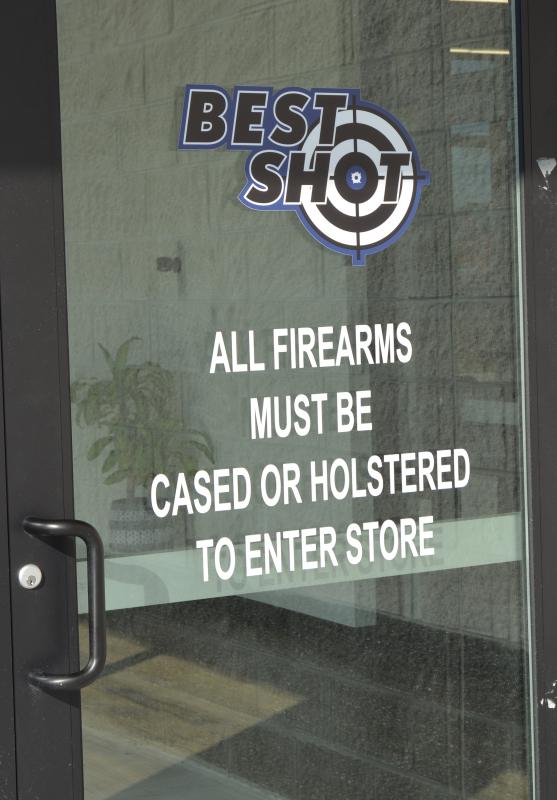 BEST
SHOT
ALL FIREARMS
MUST BE
CASED OR HOLSTERED
TO ENTER STORE